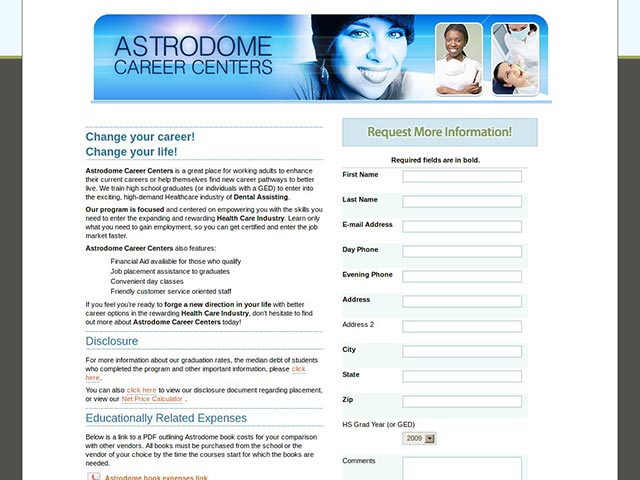 ASTRODOME
CAREER CENTERS
Change your career!
Change your life!
Astrodome Career Centers is a great place for working adults to enhance
their current careers or help themselves find new career pathways to better
live. We train high school graduates (or individuals with a GED) to enter into
the exciting, high-demand Healthcare industry of Dental Assisting.
Our program is focused and centered on empowering you with the skills you
need to enter the expanding and rewarding Health Care Industry. Learn only
what you need to gain employment, so you can get certified and enter the job
market faster.
Astrodome Career Centers also features:
Financial Aid available for those who qualify
Job placement assistance to graduates
Convenient day classes
Friendly customer service oriented staff
If you feel you're ready to forge a new direction in your life with better
career options in the rewarding Health Care Industry, don't hesitate to find
out more about Astrodome Career Centers today!
Disclosure
For more information about our graduation rates, the median debt of students
who completed the program and other important information, please click
here.
You can also click here to view our disclosure document regarding placement,
or view our Net Price Calculator .
Educationally Related Expenses
Below is a link to a PDF outlining Astrodome book costs for your comparison
with other vendors. All books must be purchased from the school or the
vendor of your choice by the time the courses start for which the books are
needed.
Astrodome book expenses link
Request More Information!
Required fields are in bold.
First Name
Last Name
E-mail Address
Day Phone
Evening Phone
Address
Address 2
City
State
Zip
HS Grad Year (or GED)
2009
Comments